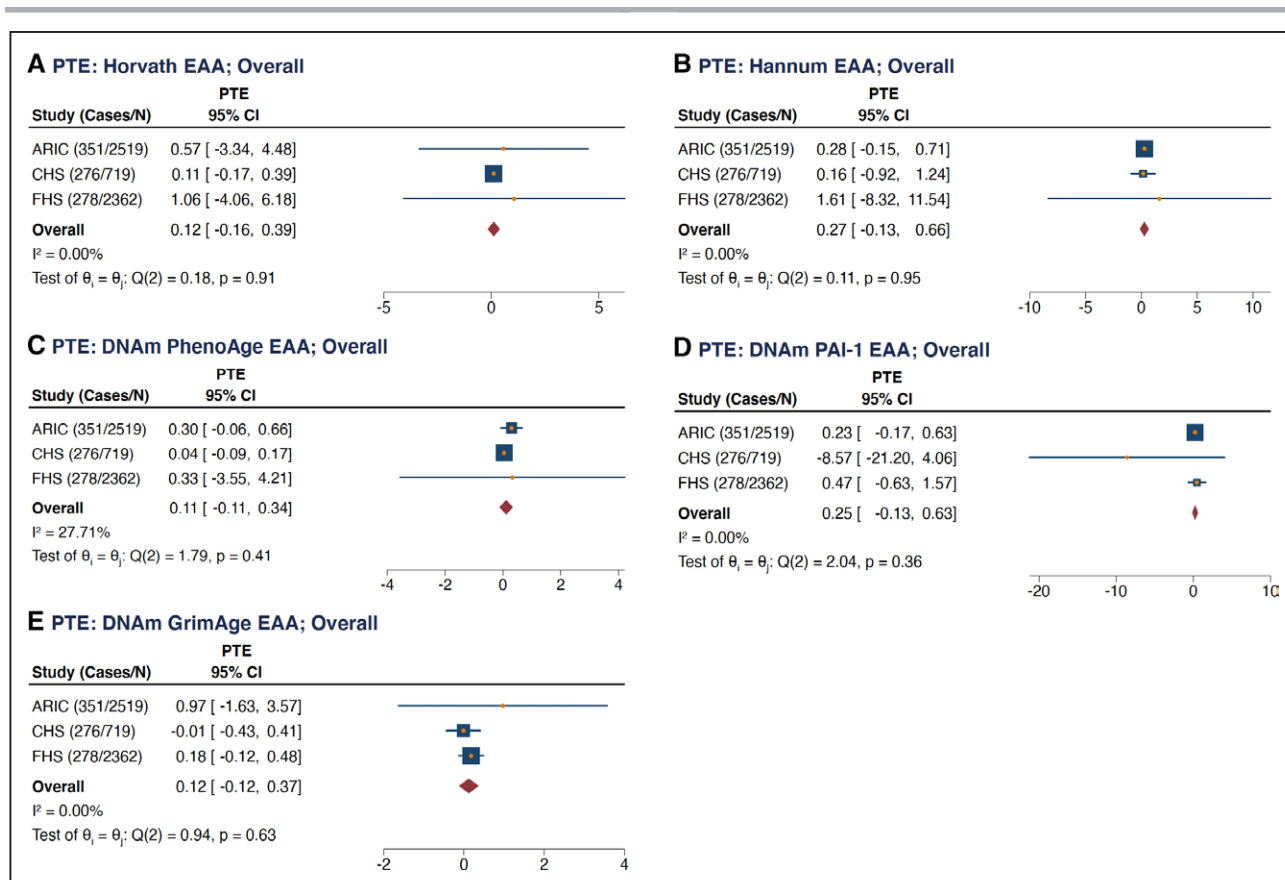 A PTE: Horvath EAA; Overall
PTE
Study (Cases/N) 95% CI
ARIC (351/2519) 0.57 [ -3.34, 4.48]
CHS (276/719) 0.11 [ -0.17, 0.39]
FHS (278/2362) 1.06 [ -4.06, 6.18]
Overall 0.12 [ -0.16, 0.39]
I² = 0.00%
Test of θi = θj: Q(2) = 0.18, p = 0.91
-5 0 5
B PTE: Hannum EAA; Overall
PTE
Study (Cases/N) 95% CI
ARIC (351/2519) 0.28 [ -0.15, 0.71]
CHS (276/719) 0.16 [ -0.92, 1.24]
FHS (278/2362) 1.61 [ -8.32, 11.54]
Overall 0.27 [ -0.13, 0.66]
I² = 0.00%
Test of θi = θj: Q(2) = 0.11, p = 0.95
-10 -5 0 5 10
C PTE: DNAm PhenoAge EAA; Overall
PTE
Study (Cases/N) 95% CI
ARIC (351/2519) 0.30 [ -0.06, 0.66]
CHS (276/719) 0.04 [ -0.09, 0.17]
FHS (278/2362) 0.33 [ -3.55, 4.21]
Overall 0.11 [ -0.11, 0.34]
I² = 27.71%
Test of θi = θj: Q(2) = 1.79, p = 0.41
-4 -2 0 2 4
D PTE: DNAm PAI-1 EAA; Overall
PTE
Study (Cases/N) 95% CI
ARIC (351/2519) 0.23 [ -0.17, 0.63]
CHS (276/719) -8.57 [ -21.20, 4.06]
FHS (278/2362) 0.47 [ -0.63, 1.57]
Overall 0.25 [ -0.13, 0.63]
I² = 0.00%
Test of θi = θj: Q(2) = 2.04, p = 0.36
-20 -10 0 10
E PTE: DNAm GrimAge EAA; Overall
PTE
Study (Cases/N) 95% CI
ARIC (351/2519) 0.97 [ -1.63, 3.57]
CHS (276/719) -0.01 [ -0.43, 0.41]
FHS (278/2362) 0.18 [ -0.12, 0.48]
Overall 0.12 [ -0.12, 0.37]
I² = 0.00%
Test of θi = θj: Q(2) = 0.94, p = 0.63
-2 0 2 4